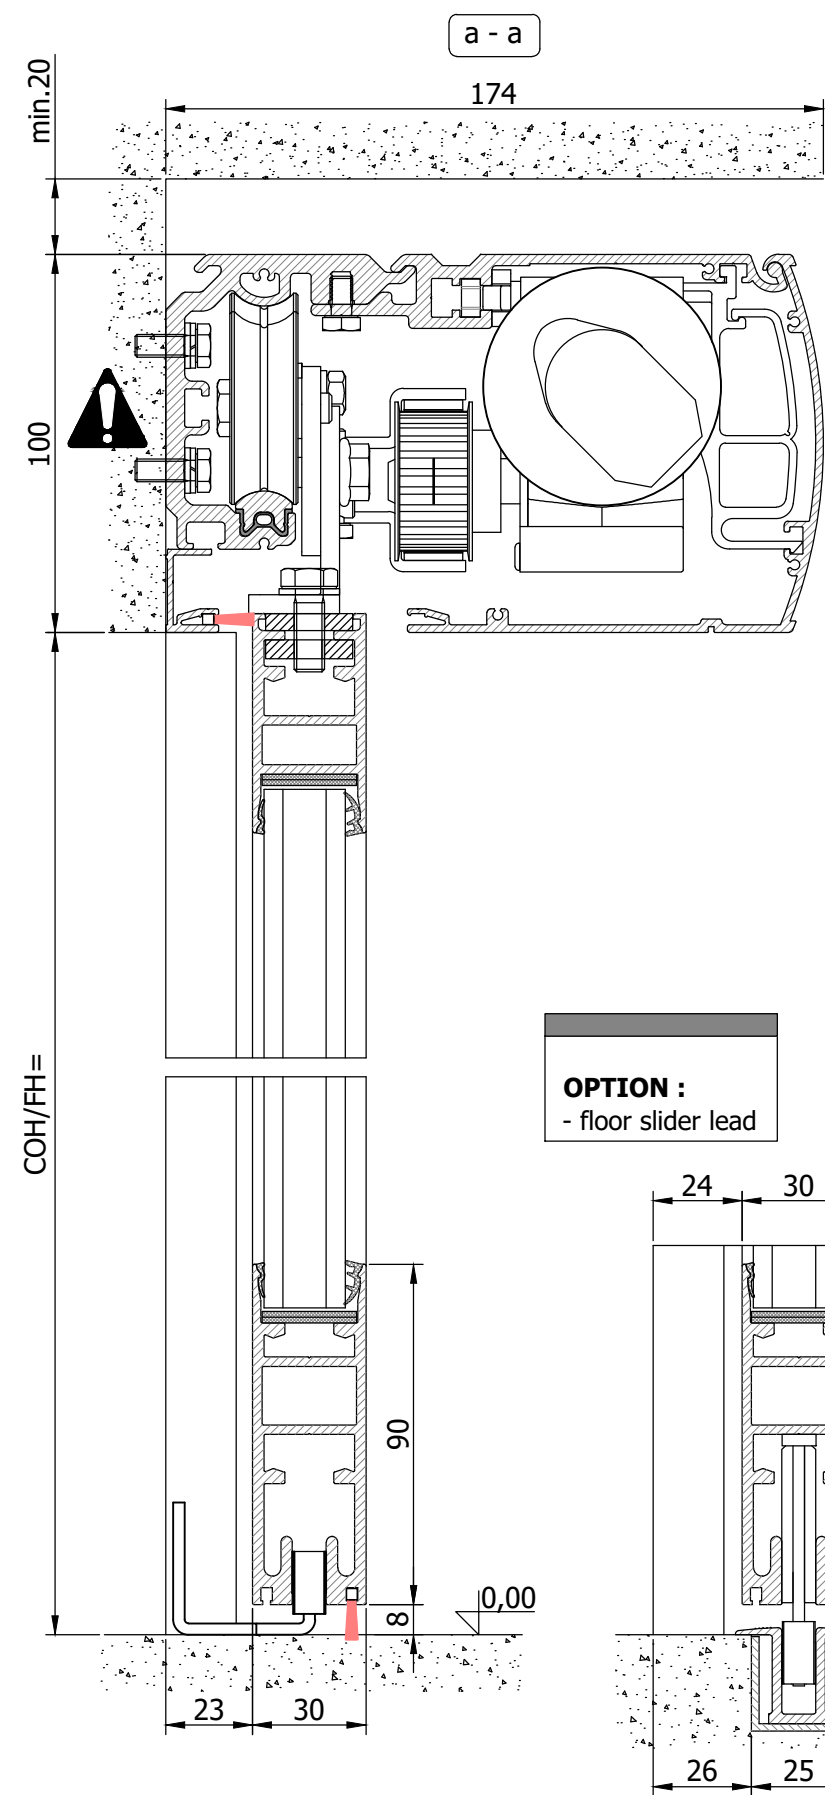 a - a
174
min.20
100
COH/FH=
OPTION :
- floor slider lead
24
30
90
8
0,00
23
30
26
25